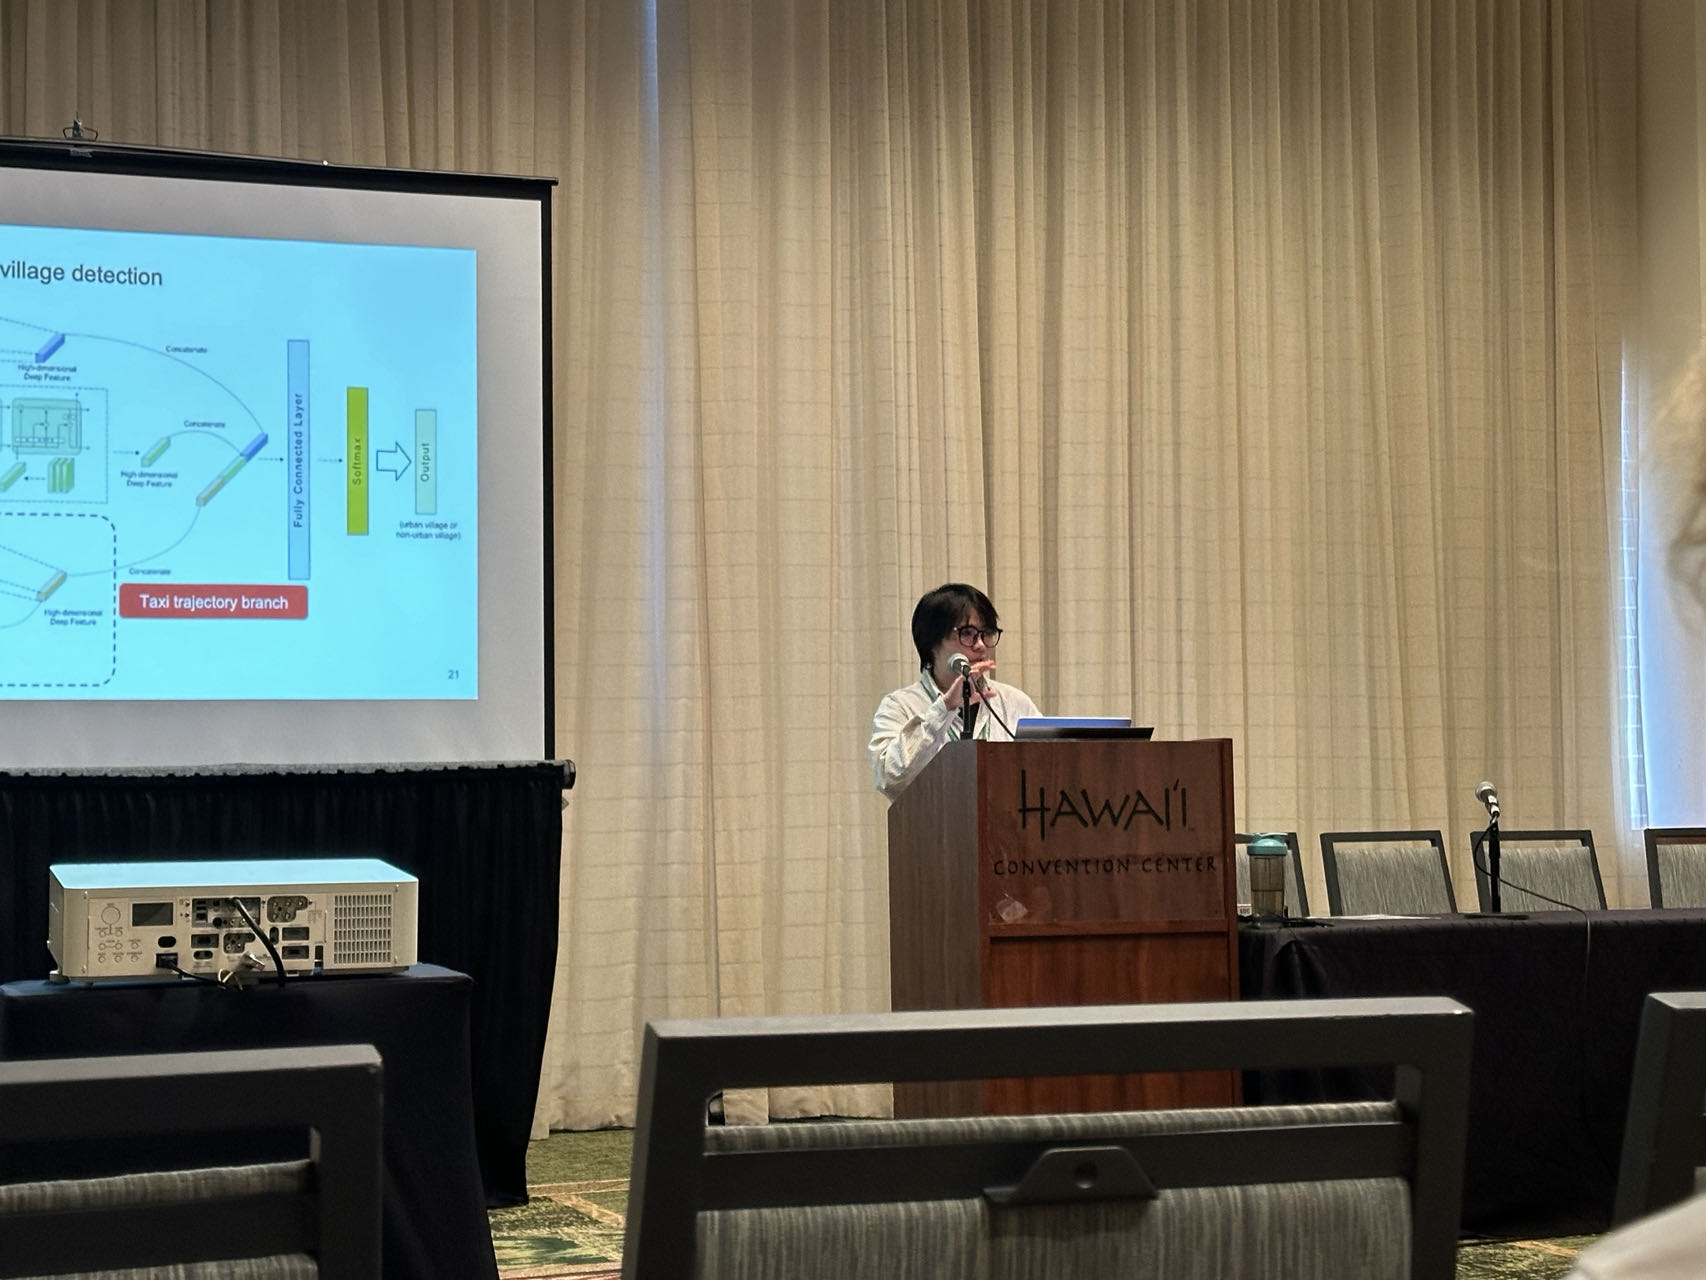 village detection
Concatenate
High-dimensional
Deep Feature
Concatenate
High-dimensional
Deep Feature
Fully Connected Layer
Softmax
Output
(urban village or
non-urban village)
Concatenate
Taxi trajectory branch
High-dimensional
Deep Feature
21
HAWAI'I
CONVENTION CENTER